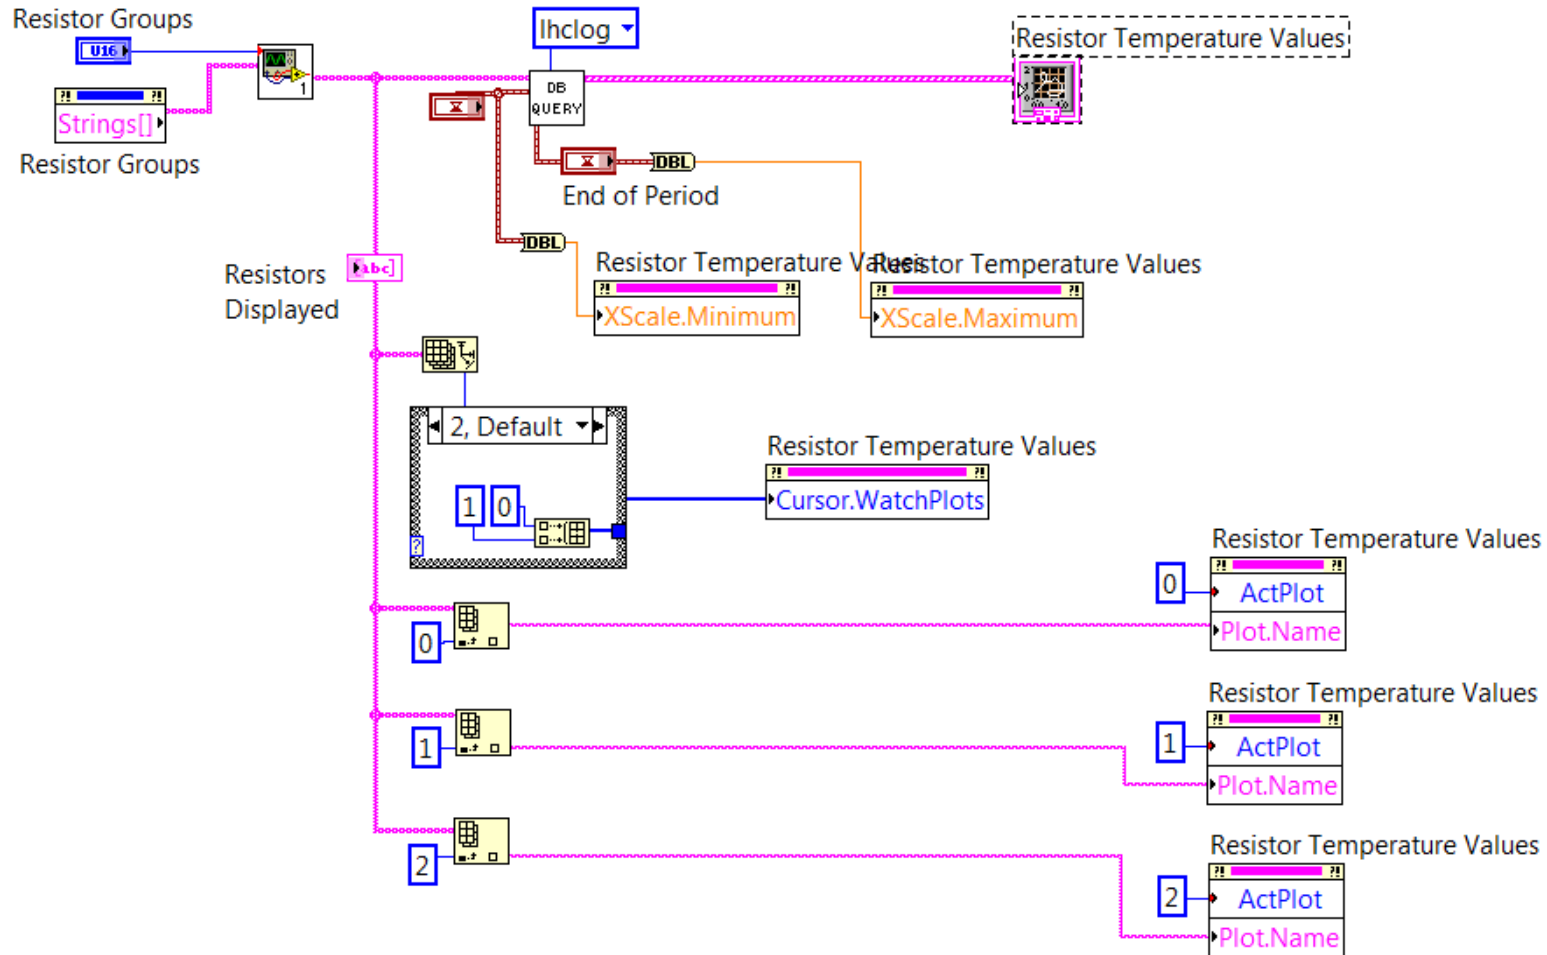 Resistor Groups
U16
Strings[]
Resistor Groups
1
lhclog
DB
QUERY
Resistor Temperature Values
DBL
End of Period
DBL
Resistor Temperature Values
XScale.Minimum
Resistor Temperature Values
XScale.Maximum
Resistors
Displayed
abc]
2, Default
1 0
?
Resistor Temperature Values
Cursor.WatchPlots
0
Resistor Temperature Values
0
ActPlot
Plot.Name
1
Resistor Temperature Values
1
ActPlot
Plot.Name
2
Resistor Temperature Values
2
ActPlot
Plot.Name